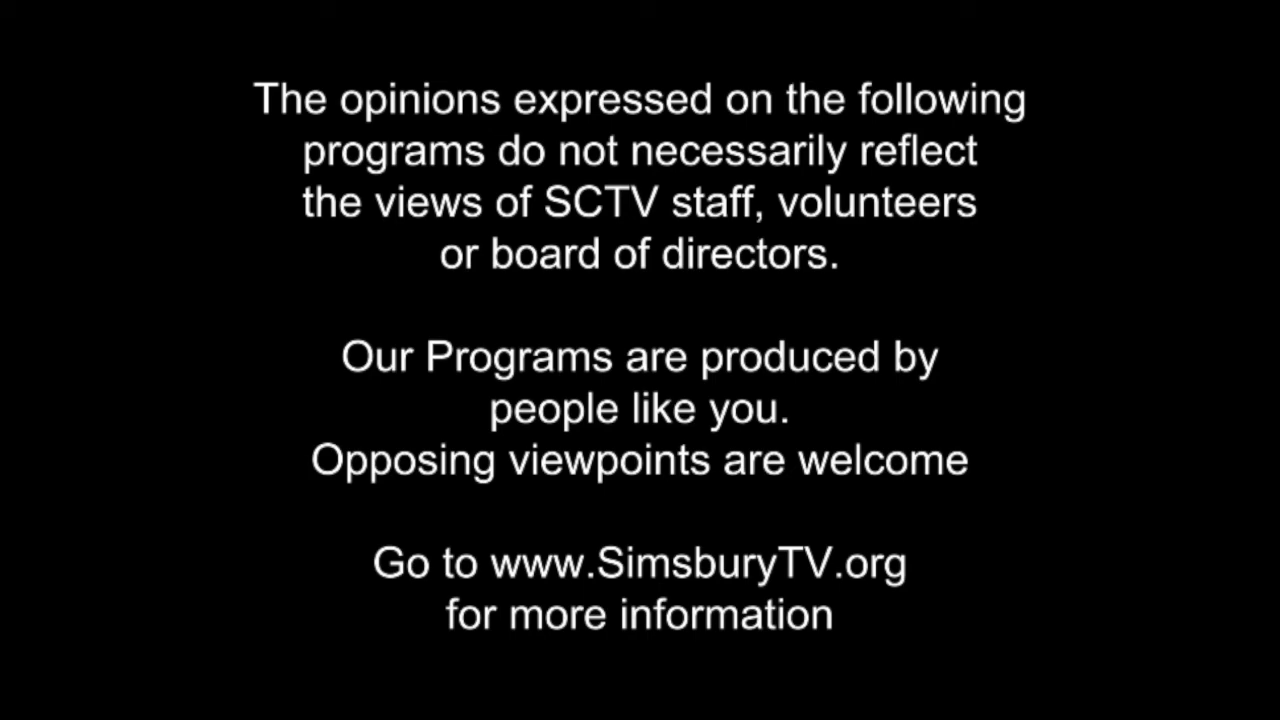 The opinions expressed on the following
programs do not necessarily reflect
the views of SCTV staff, volunteers
or board of directors.
Our Programs are produced by
people like you.
Opposing viewpoints are welcome
Go to www.SimsburyTV.org
for more information